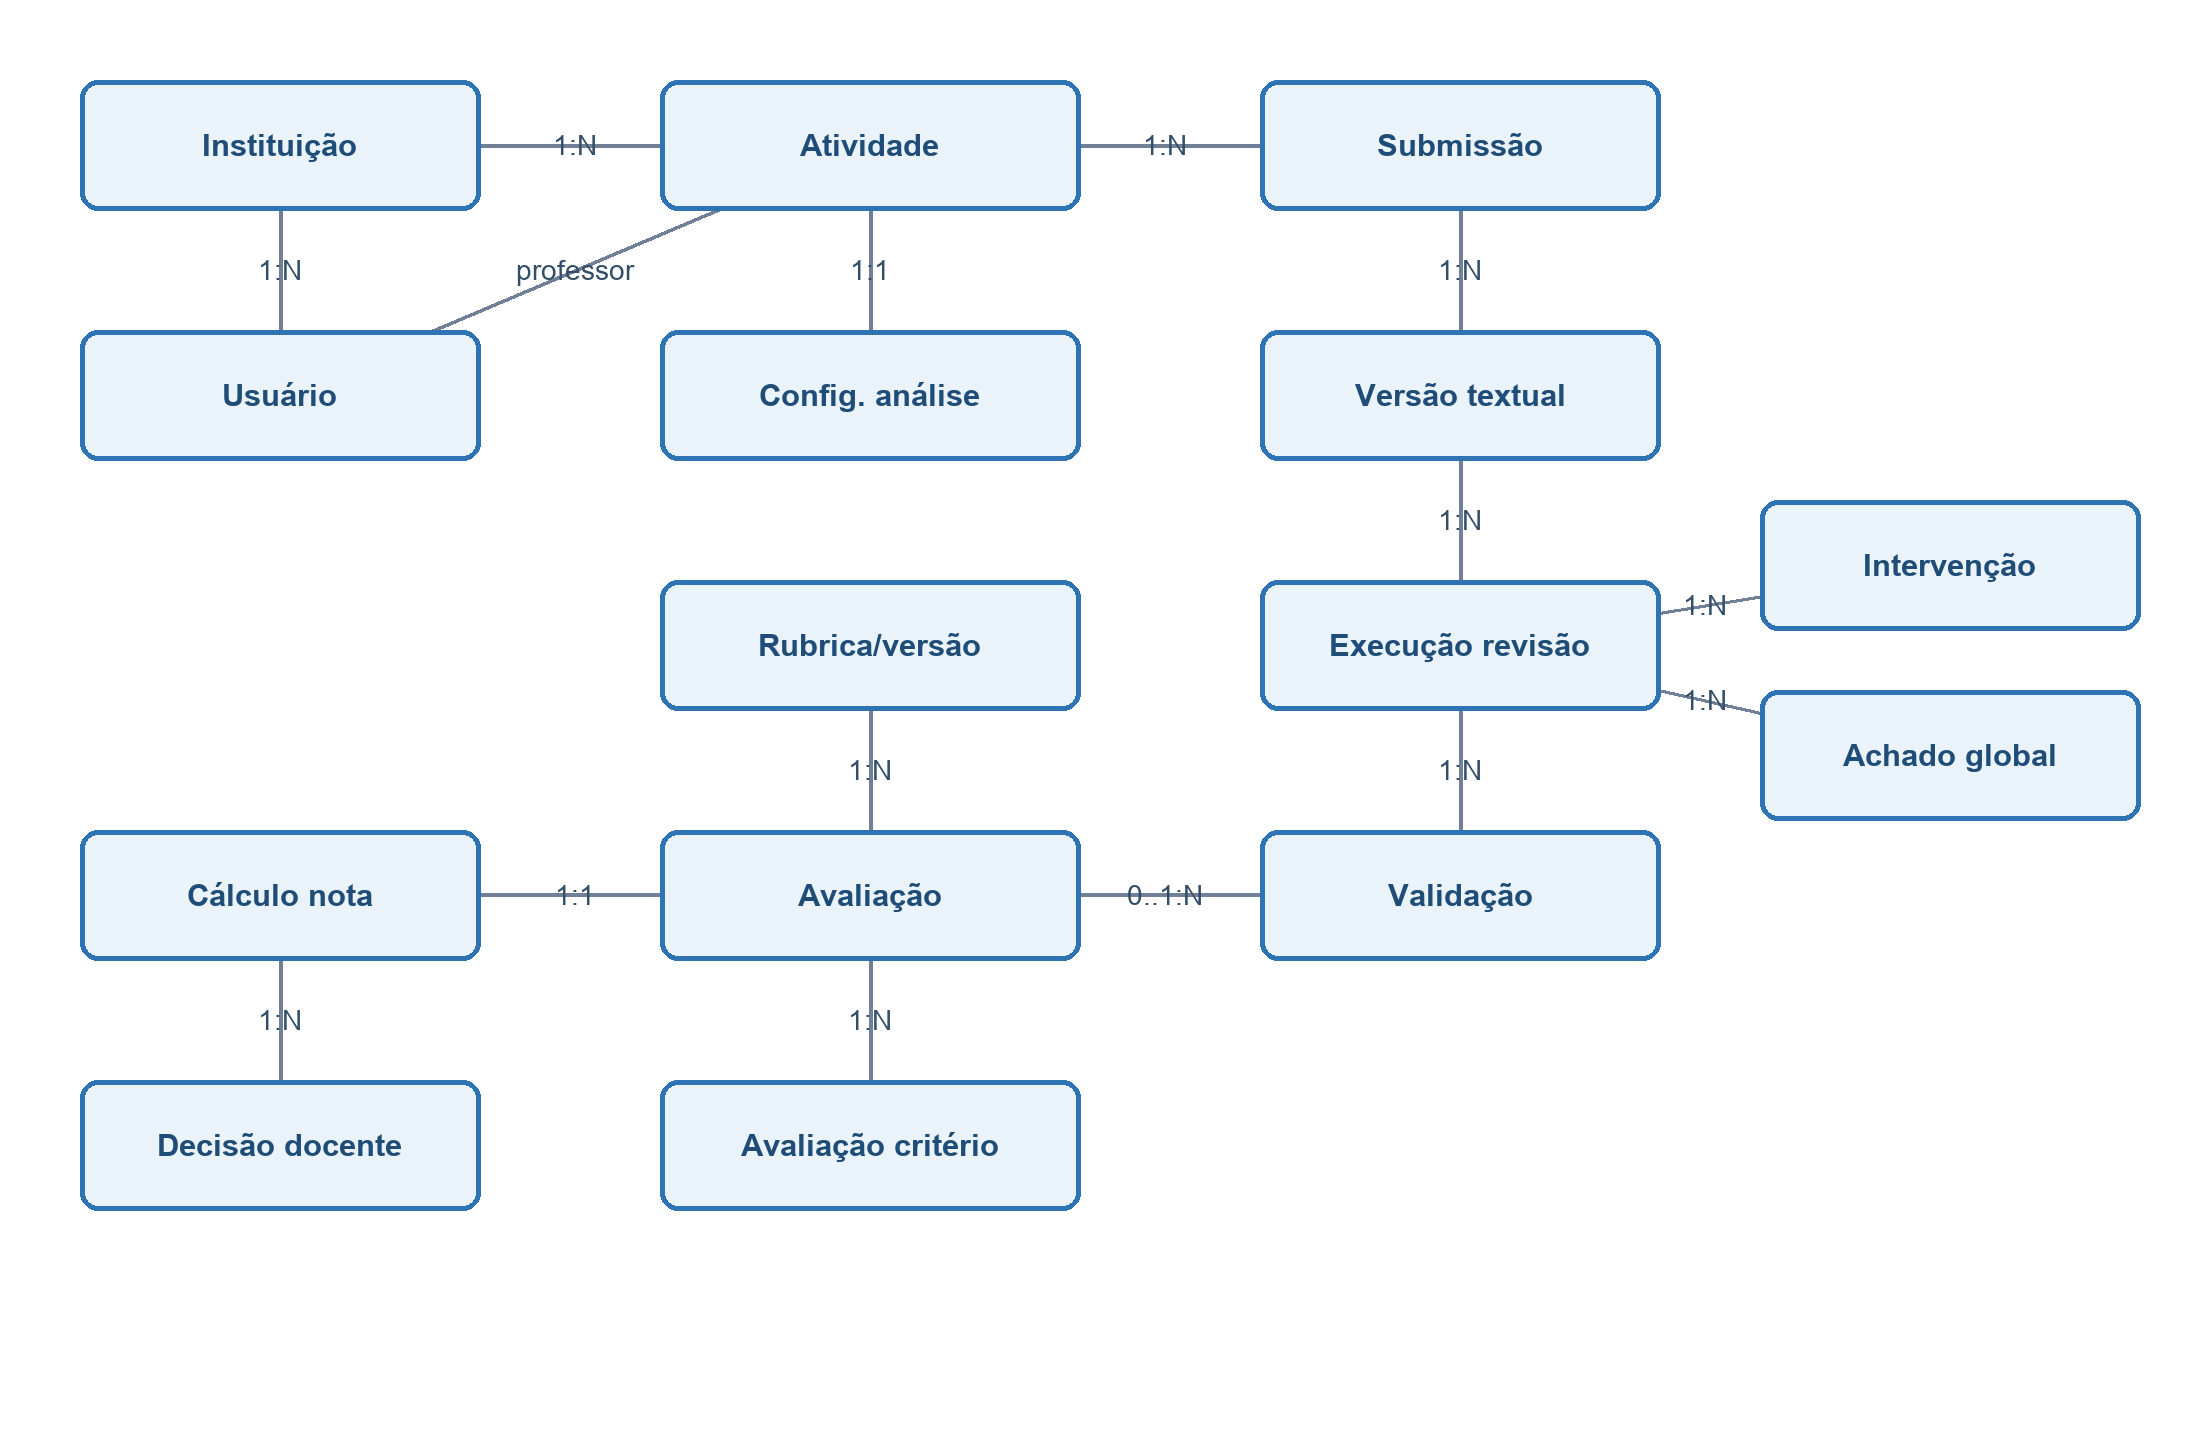 Instituição
1:N
Atividade
1:N
Submissão
1:N
professor
1:1
1:N
Usuário
Config. análise
Versão textual
1:N
Intervenção
Rubrica/versão
Execução revisão
1:N
1:N
Achado global
1:N
1:N
Cálculo nota
1:1
Avaliação
0..1:N
Validação
1:N
1:N
Decisão docente
Avaliação critério